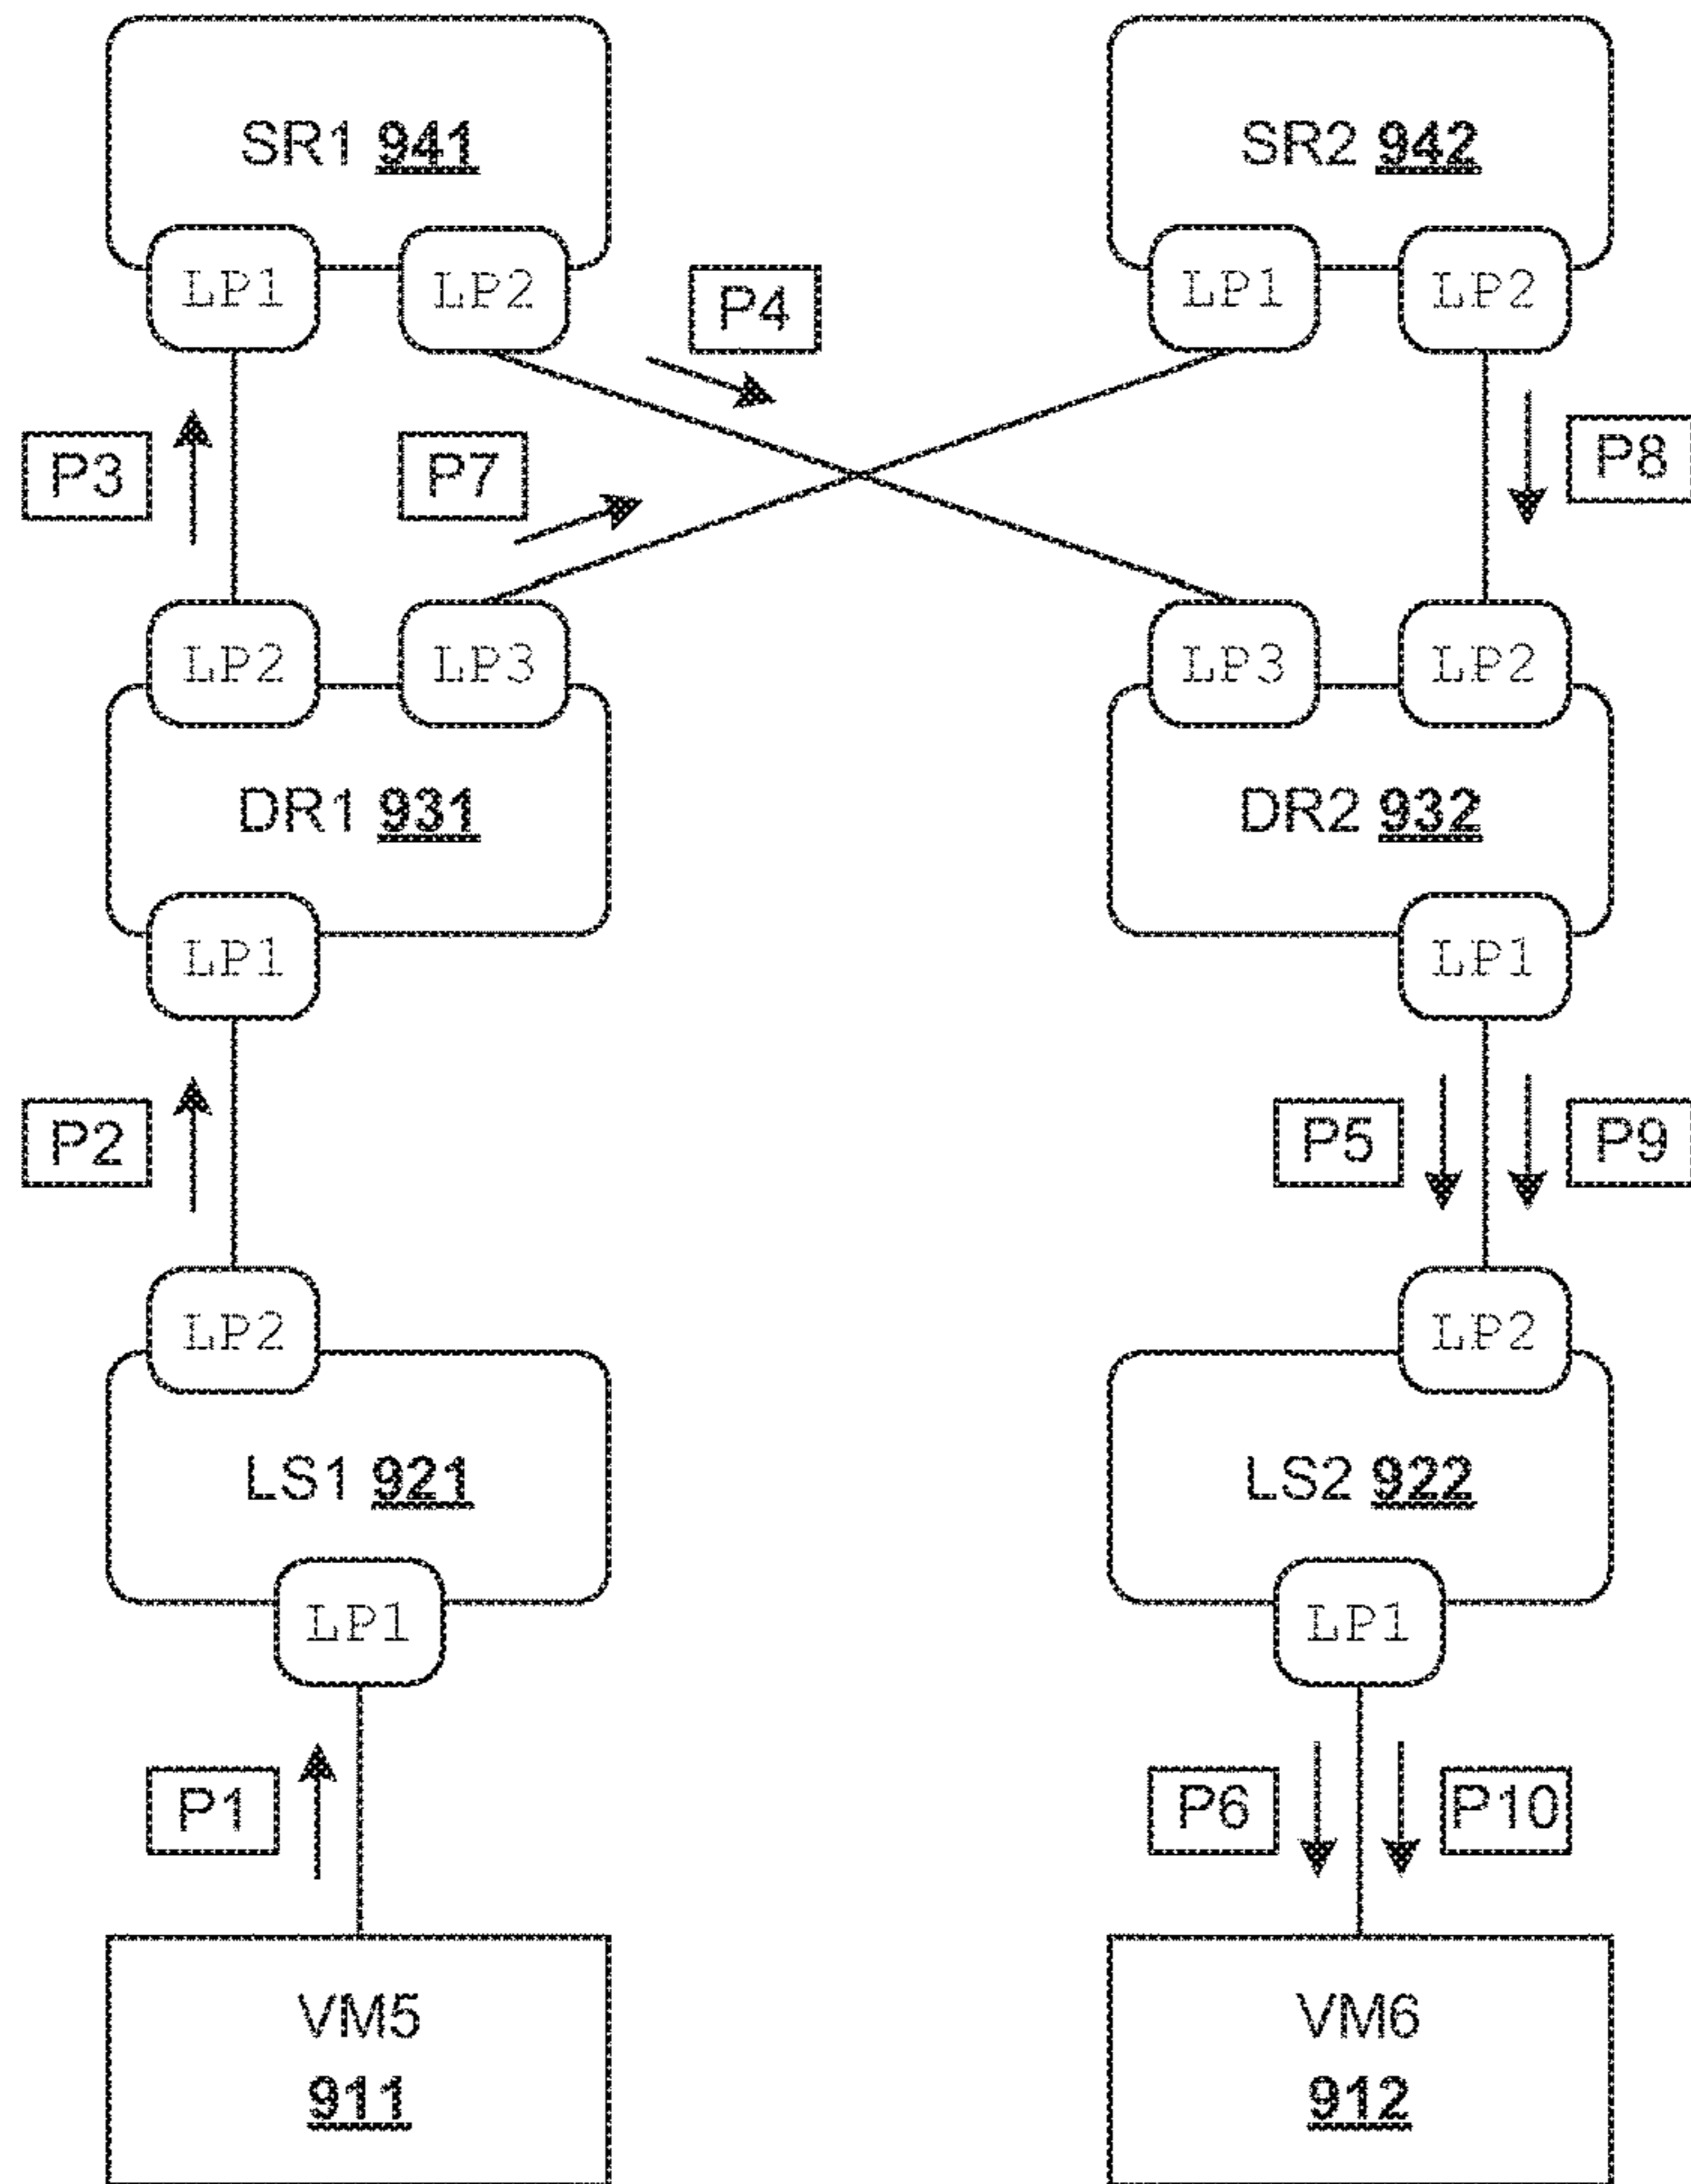 SR1 941
SR2 942
LP1
LP2
LP1
LP2
P4
P3
P7
P8
LP2
LP3
LP3
LP2
DR1 931
DR2 932
LP1
LP1
P2
P5
P9
LP2
LP2
LS1 921
LS2 922
LP1
LP1
P1
P6
P10
VM5
911
VM6
912